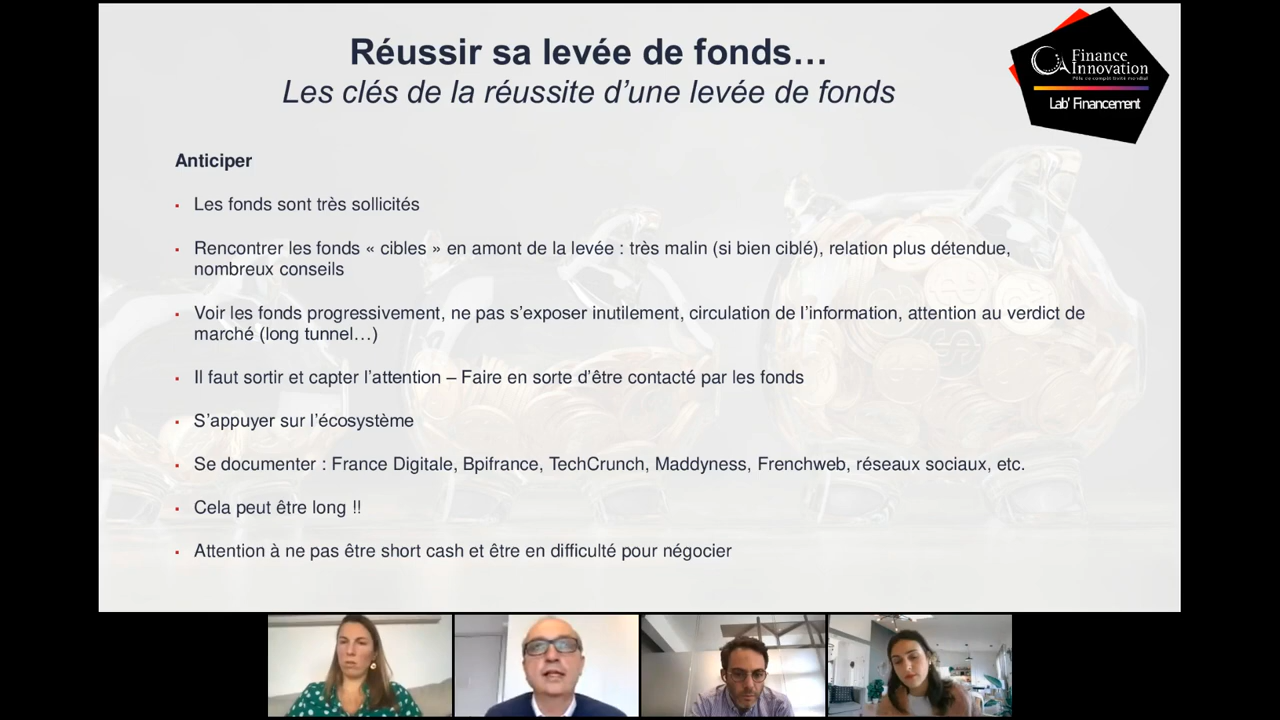 Réussir sa levée de fonds…
Les clés de la réussite d’une levée de fonds
Finance
Innovation
Pôle de compétitivité mondial
Lab’ Financement
Anticiper
▪ Les fonds sont très sollicités
▪ Rencontrer les fonds « cibles » en amont de la levée : très malin (si bien ciblé), relation plus détendue,
nombreux conseils
▪ Voir les fonds progressivement, ne pas s’exposer inutilement, circulation de l’information, attention au verdict de
marché (long tunnel…)
▪ Il faut sortir et capter l’attention – Faire en sorte d’être contacté par les fonds
▪ S’appuyer sur l’écosystème
▪ Se documenter : France Digitale, Bpifrance, TechCrunch, Maddyness, Frenchweb, réseaux sociaux, etc.
▪ Cela peut être long !!
▪ Attention à ne pas être short cash et être en difficulté pour négocier